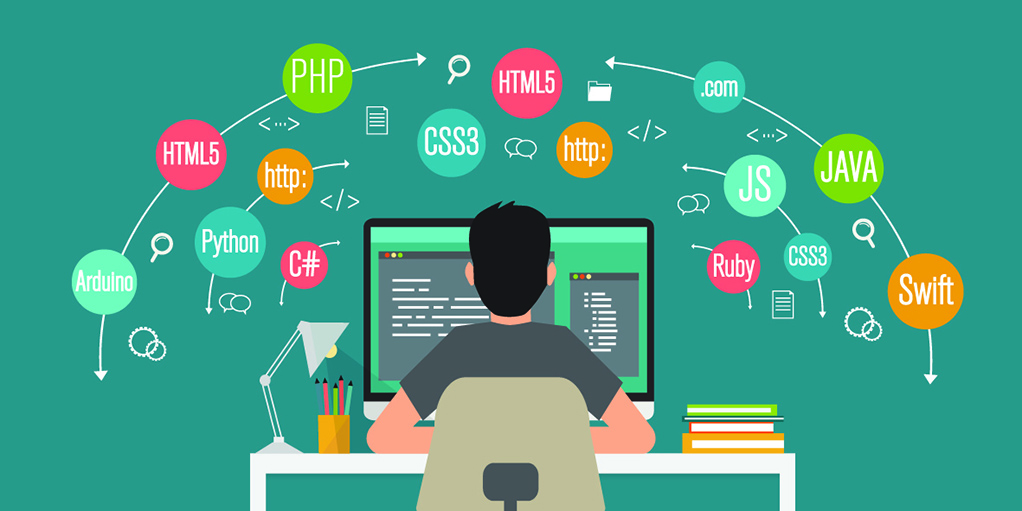 PHP
HTML5
.com
HTML5
CSS3
http:
JAVA
http:
JS
Python
C#
Ruby
CSS3
Arduino
Swift